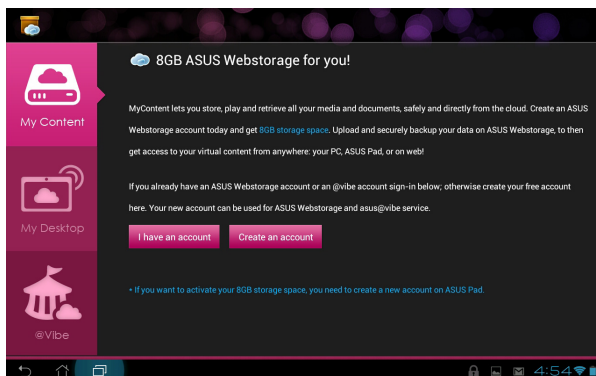 8GB ASUS Webstorage for you!
My Content
MyContent lets you store, play and retrieve all your media and documents, safely and directly from the cloud. Create an ASUS
Webstorage account today and get 8GB storage space. Upload and securely backup your data on ASUS Webstorage, to then
get access to your virtual content from anywhere: your PC, ASUS Pad, or on web!
My Desktop
If you already have an ASUS Webstorage account or an @vibe account sign-in below; otherwise create your free account
here. Your new account can be used for ASUS Webstorage and asus@vibe service.
I have an account
Create an account
• If you want to activate your 8GB storage space, you need to create a new account on ASUS Pad.
@Vibe
4:54